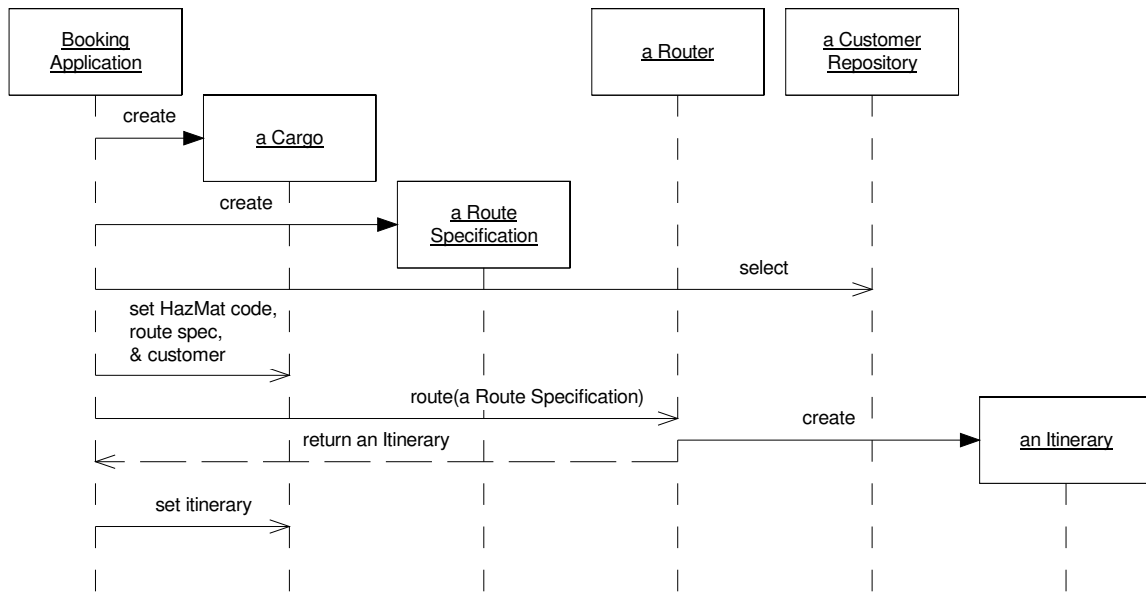 Booking
Application
a Router
a Customer
Repository
create
a Cargo
create
a Route
Specification
select
set HazMat code,
route spec,
& customer
route(a Route Specification)
create
return an Itinerary
an Itinerary
set itinerary